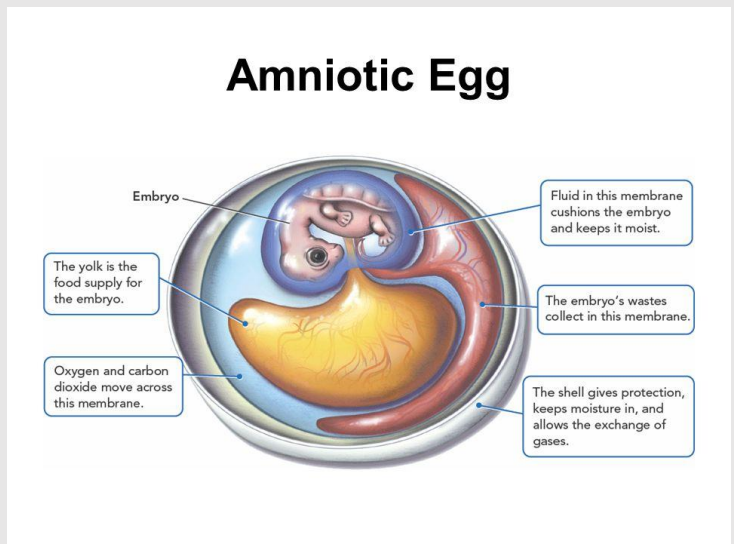 Amniotic Egg
Embryo
The yolk is the
food supply for
the embryo.
Oxygen and carbon
dioxide move across
this membrane.
Fluid in this membrane
cushions the embryo
and keeps it moist.
The embryo's wastes
collect in this membrane.
The shell gives protection,
keeps moisture in, and
allows the exchange of
gases.